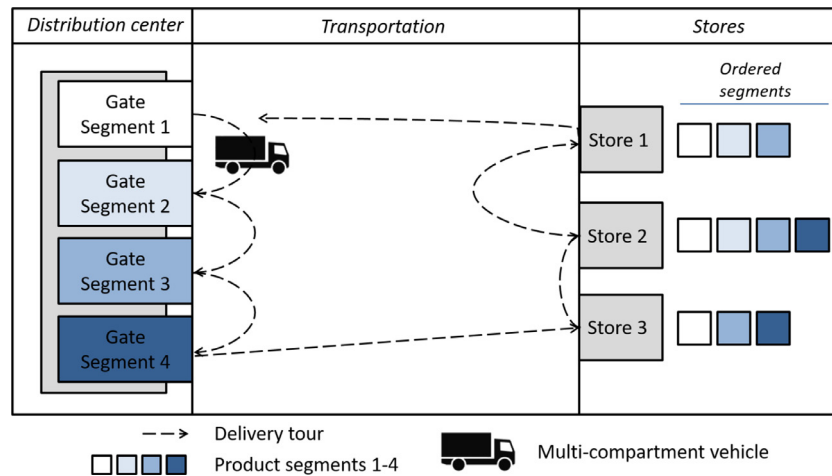 Distribution center
Transportation
Stores
Ordered
segments
Gate
Segment 1
Gate
Segment 2
Gate
Segment 3
Gate
Segment 4
Store 1
Store 2
Store 3
Delivery tour
Product segments 1-4
Multi-compartment vehicle